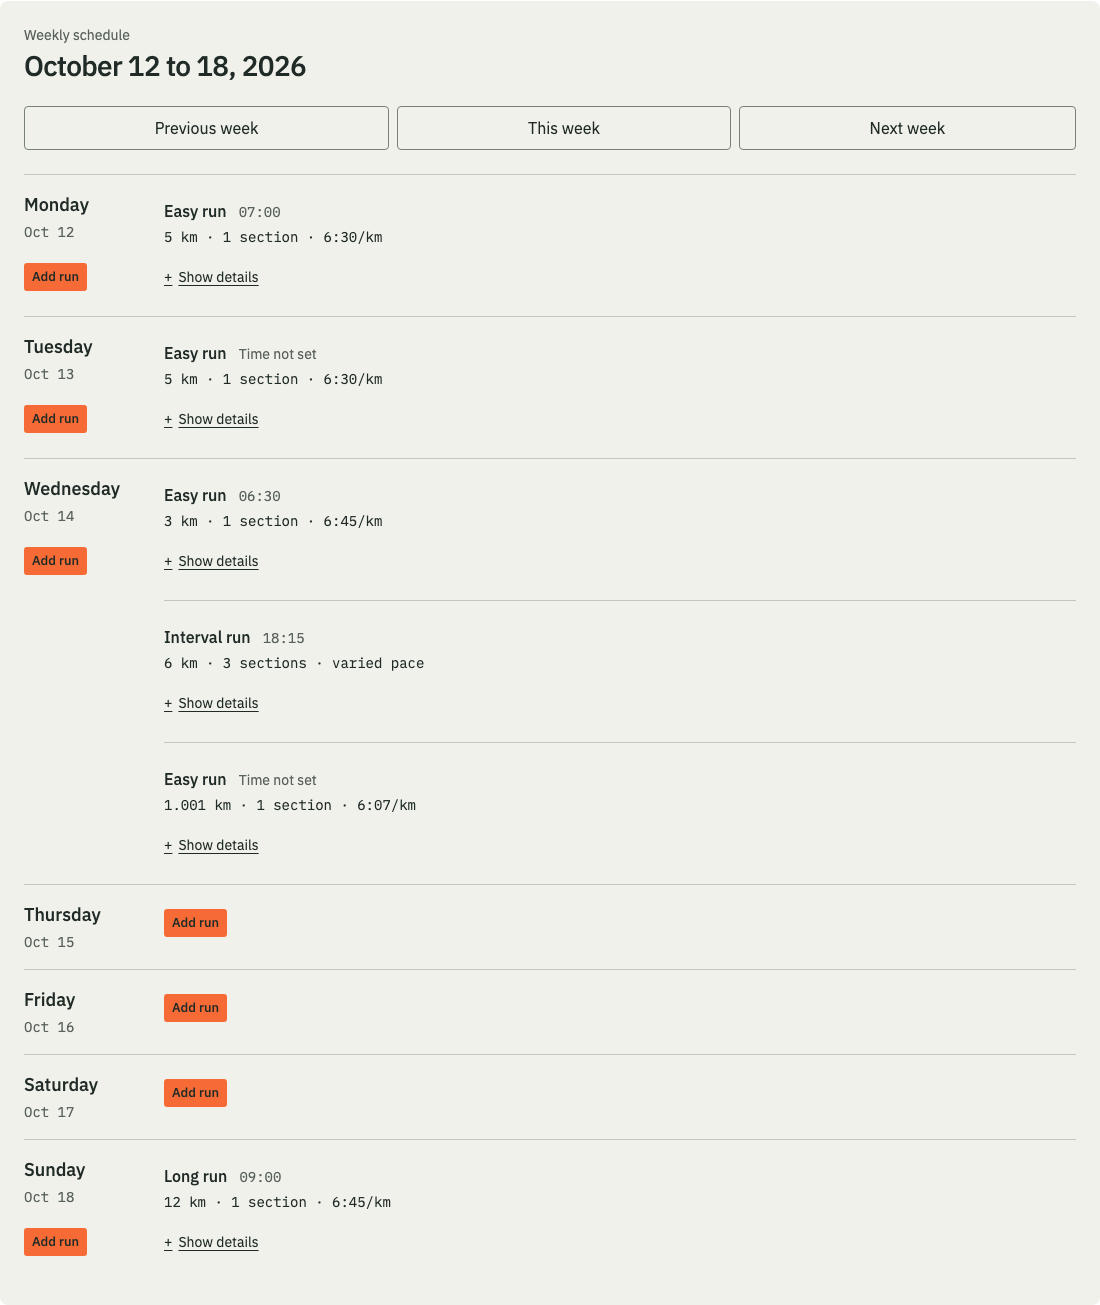 Weekly schedule
October 12 to 18, 2026
Previous week
This week
Next week
Monday
Oct 12
Add run
Easy run 07:00
5 km · 1 section · 6:30/km
+ Show details
Tuesday
Oct 13
Add run
Easy run Time not set
5 km · 1 section · 6:30/km
+ Show details
Wednesday
Oct 14
Add run
Easy run 06:30
3 km · 1 section · 6:45/km
+ Show details
Interval run 18:15
6 km · 3 sections · varied pace
+ Show details
Easy run Time not set
1.001 km · 1 section · 6:07/km
+ Show details
Thursday
Oct 15
Add run
Friday
Oct 16
Add run
Saturday
Oct 17
Add run
Sunday
Oct 18
Add run
Long run 09:00
12 km · 1 section · 6:45/km
+ Show details